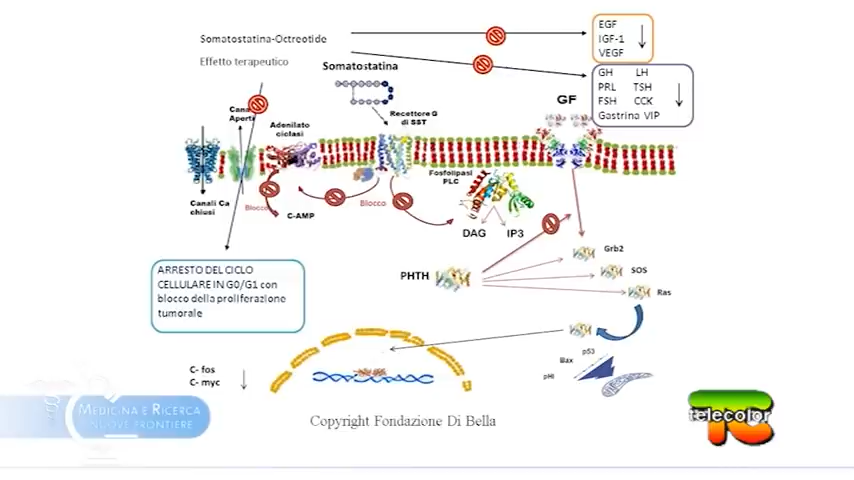 Somatostatina-Octreotide
Effetto terapeutico
EGF
IGF-1
VEGF
GH LH
PRL TSH
FSH CCK
Gastrina VIP
Somatostatina
GF
Aperte
Adenilato
ciclasi
Recettore G
di SST
Fosfolipasi
PLC
Canali Ca
chiusi
Blocco
C-AMP
Blocco
DAG IP3
PHTH
Grb2
SOS
Ras
ARRESTO DEL CICLO
CELLULARE IN G0/G1 con
blocco della proliferazione
tumorale
C- fos
C- myc
p53
Bax
pHi
MEDICINA E RICERCA
NUOVE FRONTIERE
Copyright Fondazione Di Bella
telecolor
TC